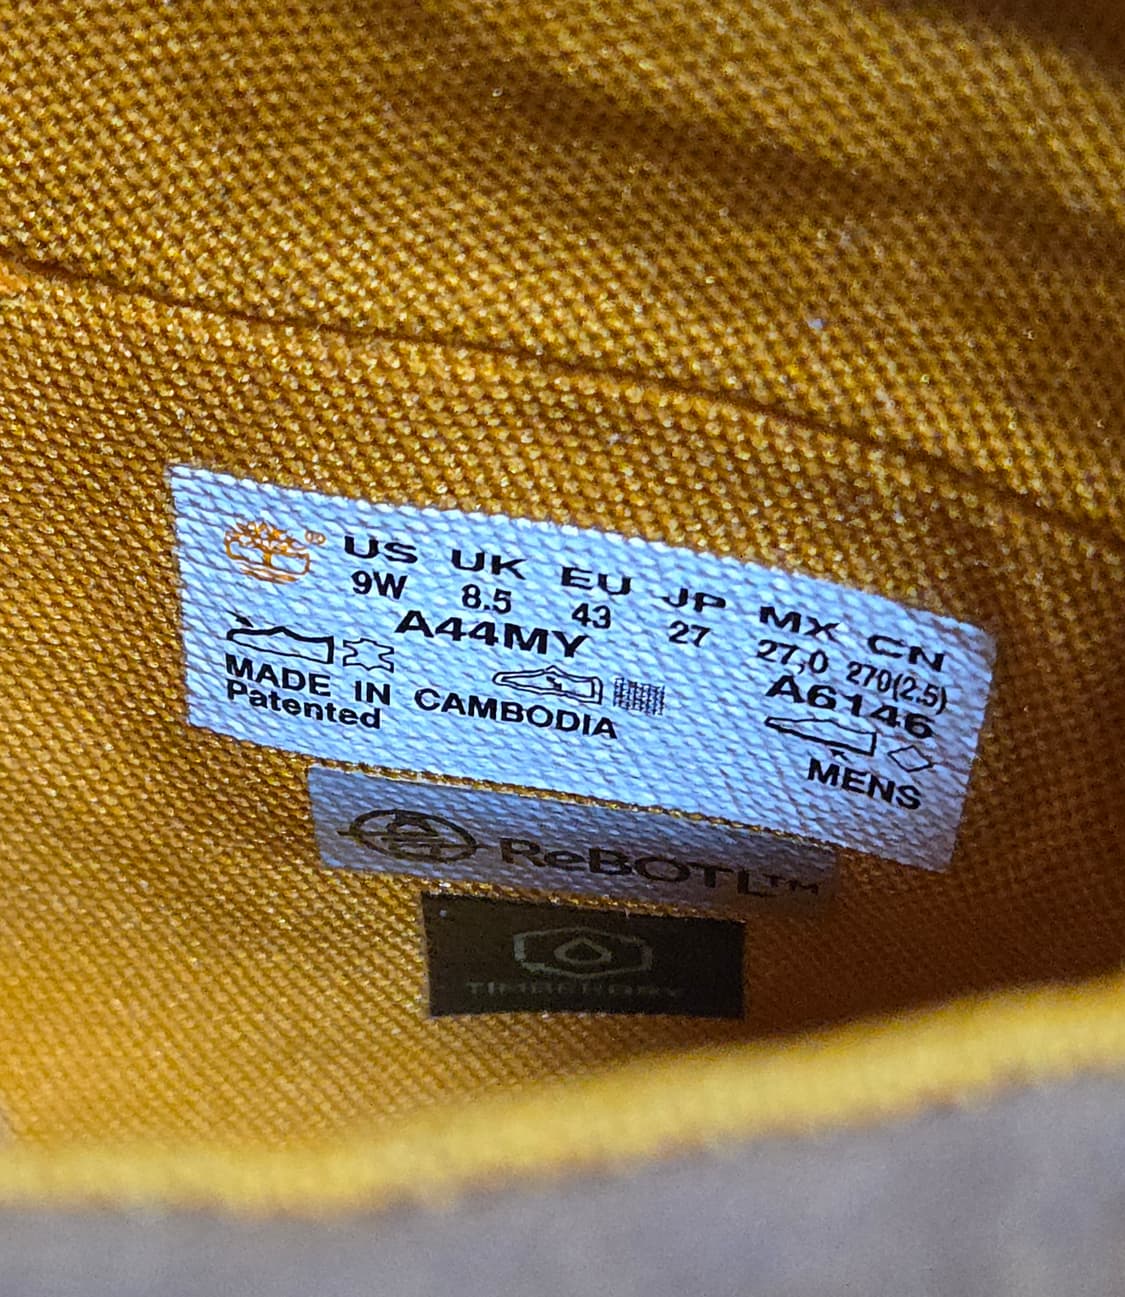 ® US UK EU JP MX CN
9W 8.5 43 27 27,0 270(2.5)
A44MY A6146
MADE IN CAMBODIA MENS
Patented
ReBOTL™
TIMBERDRY